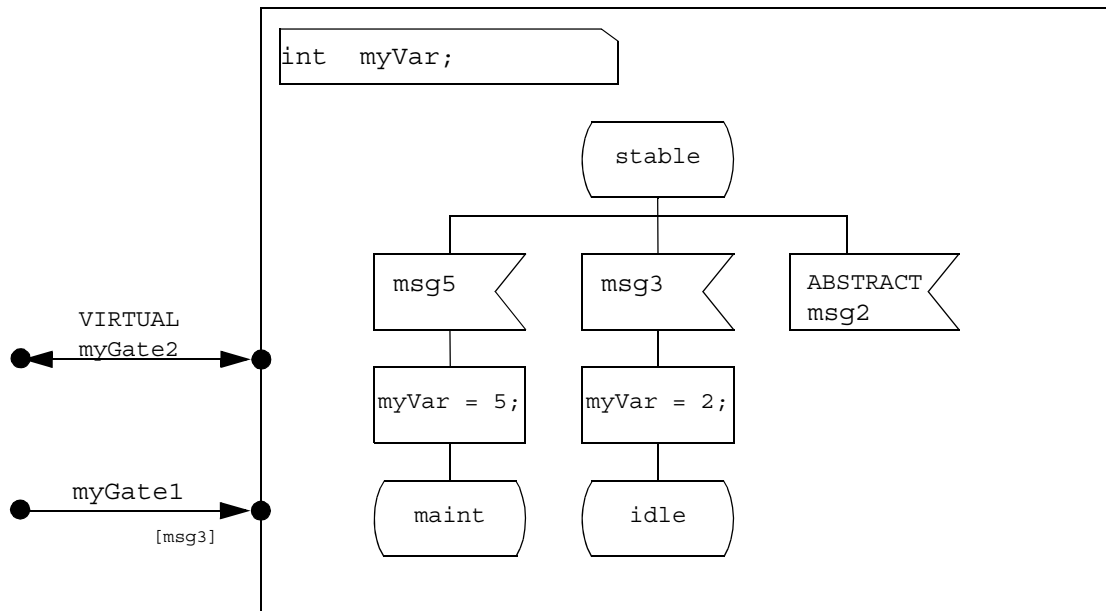 int  myVar;
stable
msg5
msg3
ABSTRACT
msg2
VIRTUAL
myGate2
myVar = 5;
myVar = 2;
myGate1
[msg3]
maint
idle